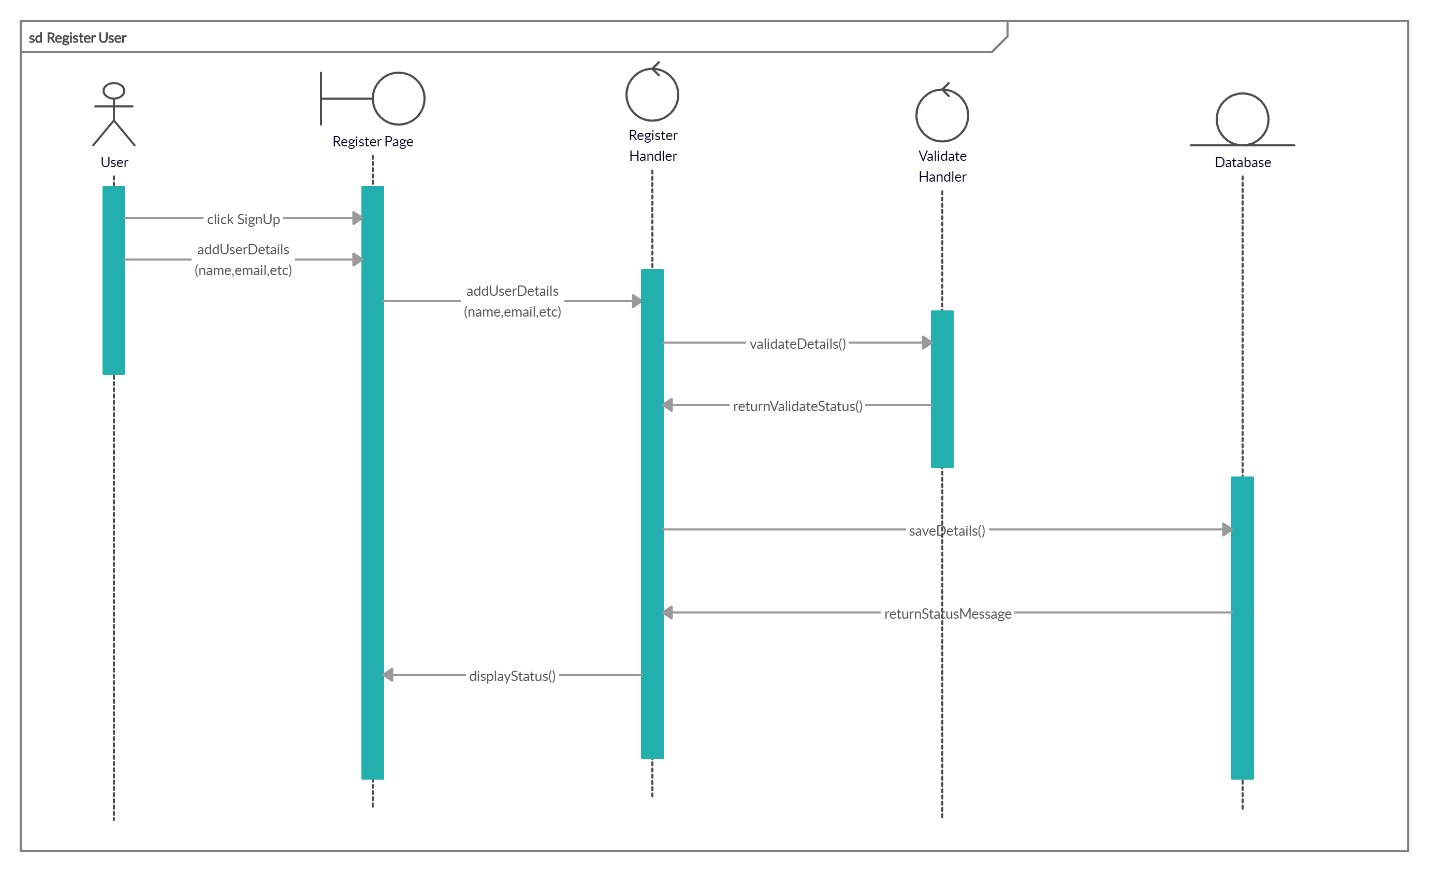 sd Register User
User
Register Page
Register
Handler
Validate
Handler
Database
click SignUp
addUserDetails
(name,email,etc)
addUserDetails
(name,email,etc)
validateDetails()
returnValidateStatus()
saveDetails()
returnStatusMessage
displayStatus()